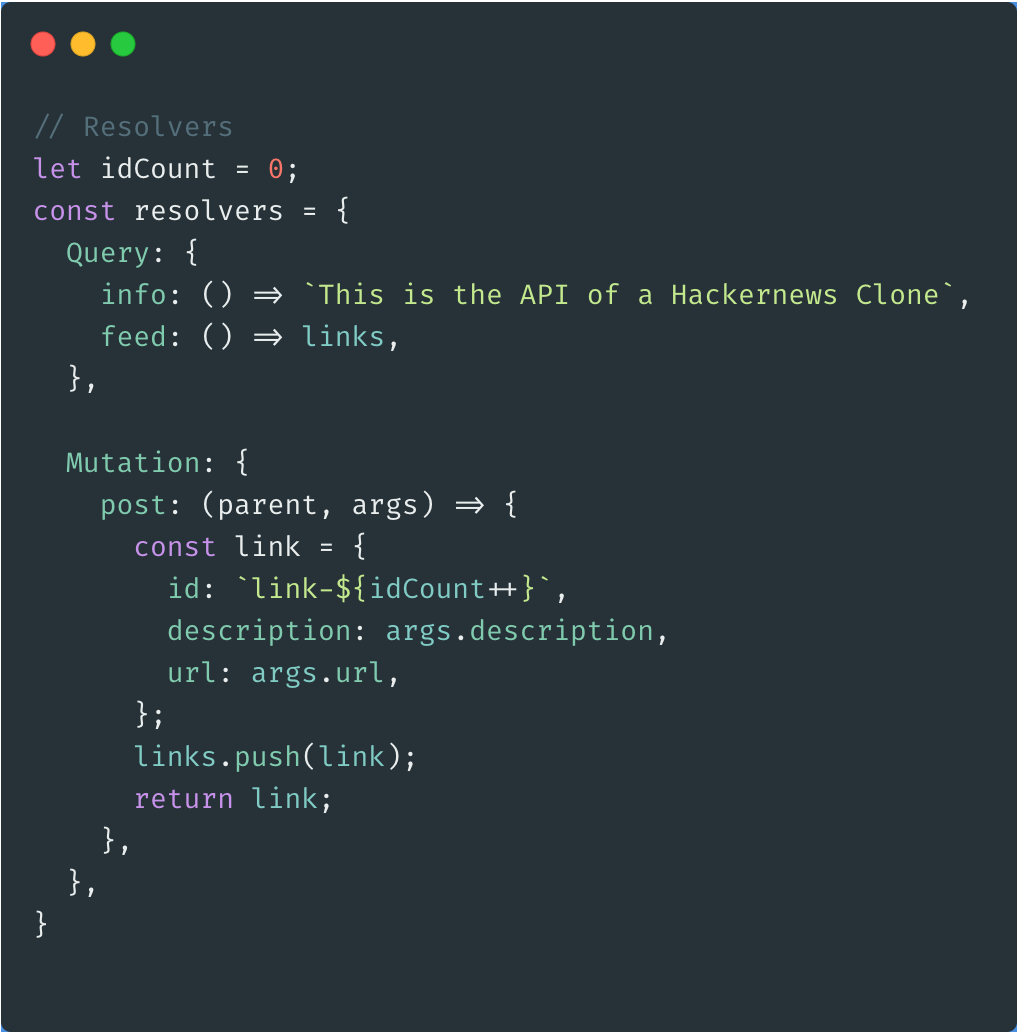 // Resolvers
let idCount = 0;
const resolvers = {
  Query: {
    info: () => `This is the API of a Hackernews Clone`,
    feed: () => links,
  },

  Mutation: {
    post: (parent, args) => {
      const link = {
        id: `link-${idCount++}`,
        description: args.description,
        url: args.url,
      };
      links.push(link);
      return link;
    },
  },
}